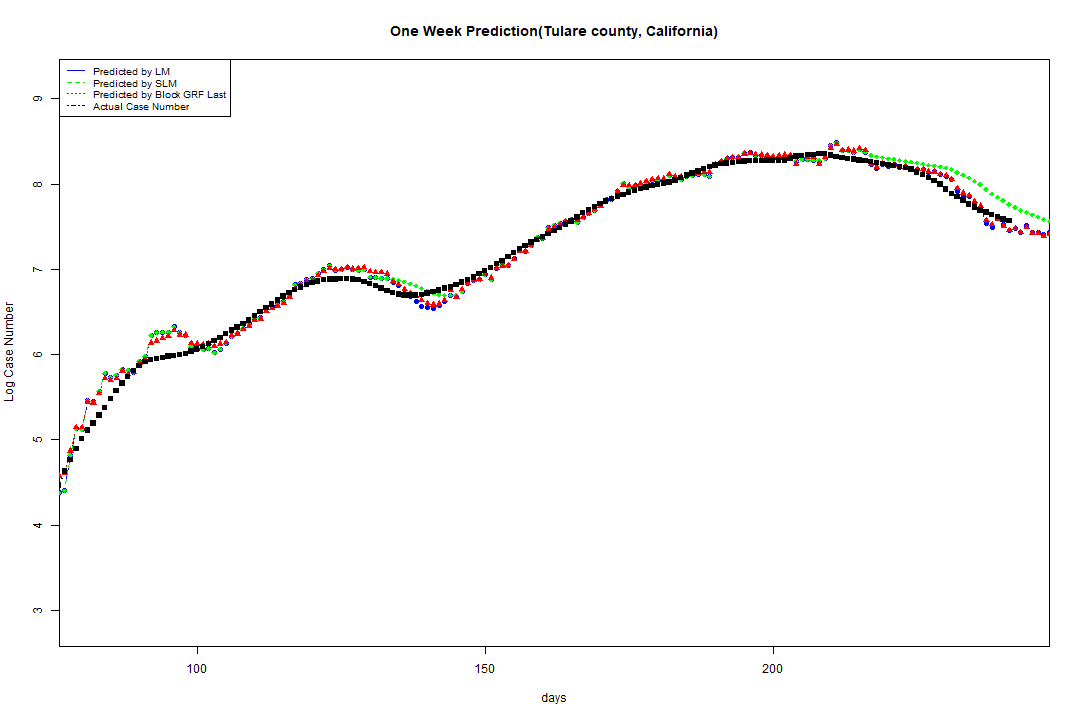 One Week Prediction(Tulare county, California)
Predicted by LM
Predicted by SLM
Predicted by Block GRF Last
Actual Case Number
9
8
7
6
5
4
3
Log Case Number
100 150 200
days